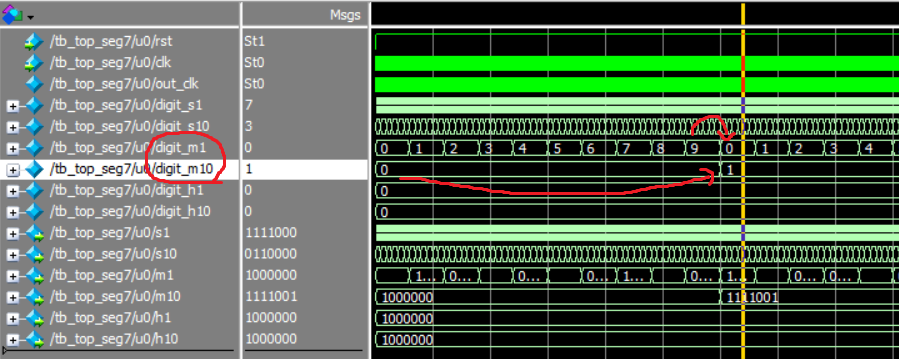 Msgs
/tb_top_seg7/u0/rst St1
/tb_top_seg7/u0/clk St0
/tb_top_seg7/u0/out_clk St0
/tb_top_seg7/u0/digit_s1 7
/tb_top_seg7/u0/digit_s10 3
/tb_top_seg7/u0/digit_m1 0 0 1 2 3 4 5 6 7 8 9 0 1 2 3 4
/tb_top_seg7/u0/digit_m10 1 0 1
/tb_top_seg7/u0/digit_h1 0 0
/tb_top_seg7/u0/digit_h10 0 0
/tb_top_seg7/u0/s1 1111000
/tb_top_seg7/u0/s10 0110000
/tb_top_seg7/u0/m1 1000000 1... 0... 0... 0... 1... 0... 1... 0... 0...
/tb_top_seg7/u0/m10 1111001 1000000 1111001
/tb_top_seg7/u0/h1 1000000 1000000
/tb_top_seg7/u0/h10 1000000 1000000